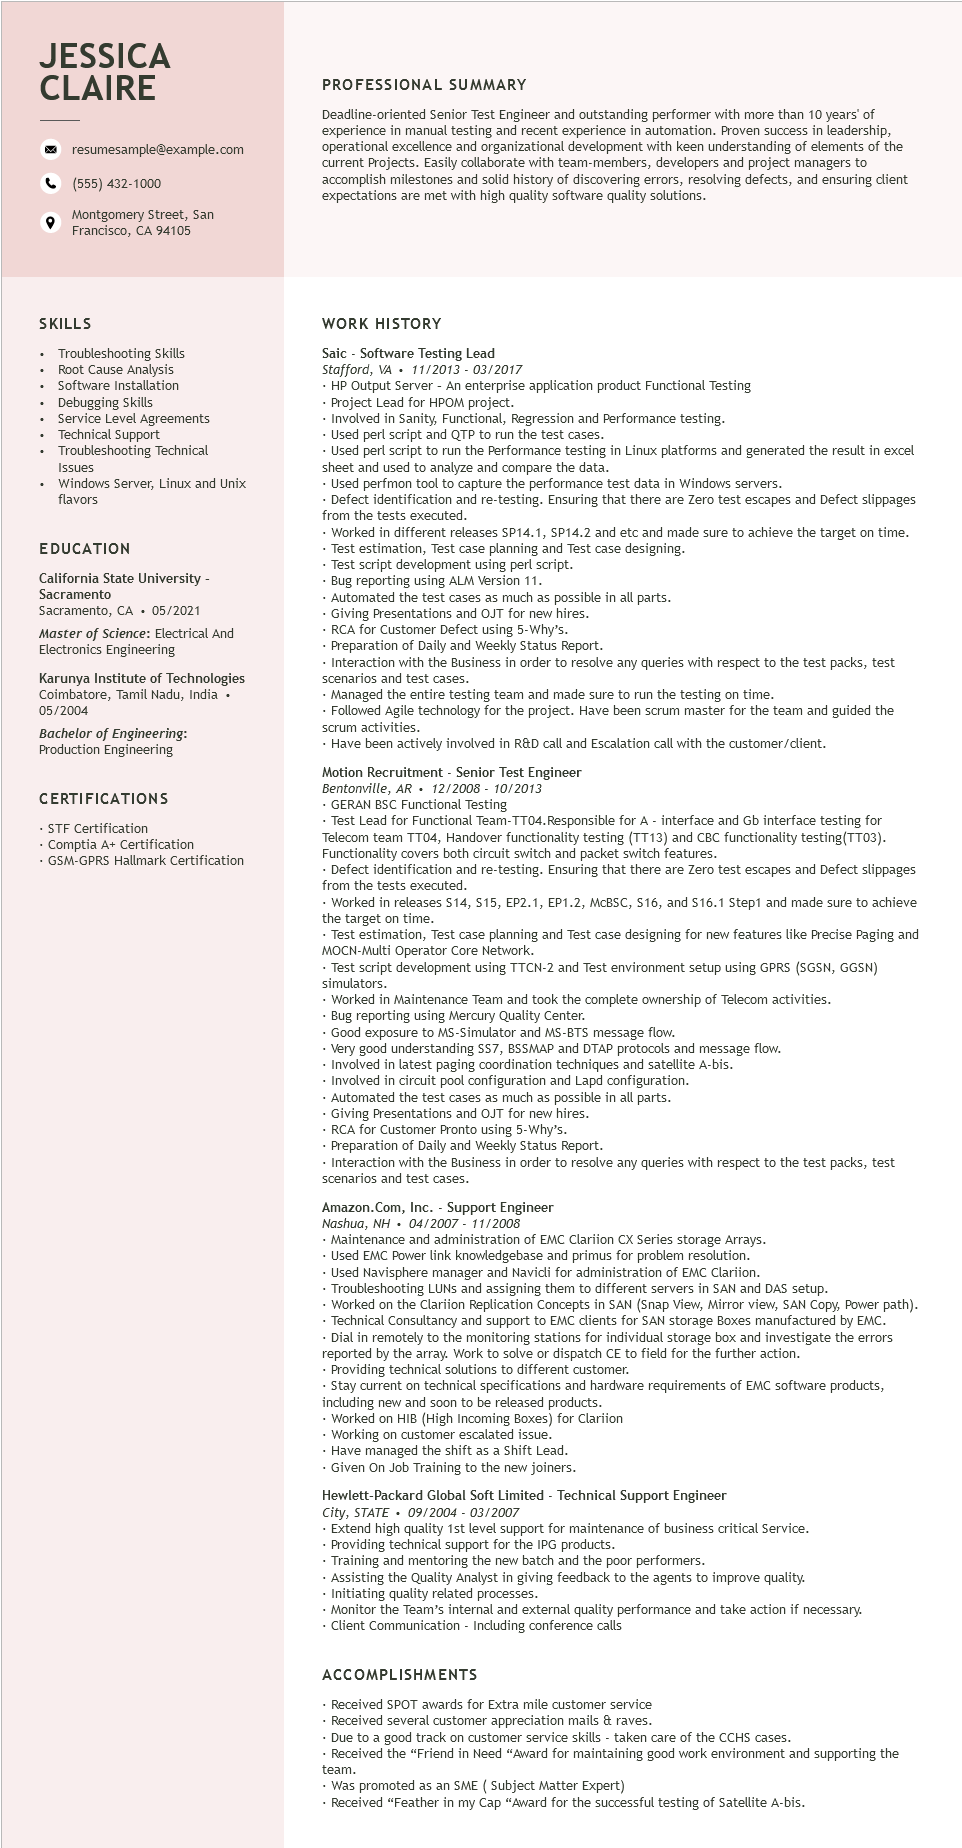 JESSICA
CLAIRE
resumesample@example.com
(555) 432-1000
Montgomery Street, San
Francisco, CA 94105
PROFESSIONAL SUMMARY
Deadline-oriented Senior Test Engineer and outstanding performer with more than 10 years' of
experience in manual testing and recent experience in automation. Proven success in leadership,
operational excellence and organizational development with keen understanding of elements of the
current Projects. Easily collaborate with team-members, developers and project managers to
accomplish milestones and solid history of discovering errors, resolving defects, and ensuring client
expectations are met with high quality software quality solutions.
SKILLS
• Troubleshooting Skills
• Root Cause Analysis
• Software Installation
• Debugging Skills
• Service Level Agreements
• Technical Support
• Troubleshooting Technical
Issues
• Windows Server, Linux and Unix
flavors
EDUCATION
California State University -
Sacramento
Sacramento, CA • 05/2021
Master of Science: Electrical And
Electronics Engineering
Karunya Institute of Technologies
Coimbatore, Tamil Nadu, India •
05/2004
Bachelor of Engineering:
Production Engineering
CERTIFICATIONS
· STF Certification
· Comptia A+ Certification
· GSM-GPRS Hallmark Certification
WORK HISTORY
Saic - Software Testing Lead
Stafford, VA • 11/2013 - 03/2017
· HP Output Server – An enterprise application product Functional Testing
· Project Lead for HPOM project.
· Involved in Sanity, Functional, Regression and Performance testing.
· Used perl script and QTP to run the test cases.
· Used perl script to run the Performance testing in Linux platforms and generated the result in excel
sheet and used to analyze and compare the data.
· Used perfmon tool to capture the performance test data in Windows servers.
· Defect identification and re-testing. Ensuring that there are Zero test escapes and Defect slippages
from the tests executed.
· Worked in different releases SP14.1, SP14.2 and etc and made sure to achieve the target on time.
· Test estimation, Test case planning and Test case designing.
· Test script development using perl script.
· Bug reporting using ALM Version 11.
· Automated the test cases as much as possible in all parts.
· Giving Presentations and OJT for new hires.
· RCA for Customer Defect using 5-Why’s.
· Preparation of Daily and Weekly Status Report.
· Interaction with the Business in order to resolve any queries with respect to the test packs, test
scenarios and test cases.
· Managed the entire testing team and made sure to run the testing on time.
· Followed Agile technology for the project. Have been scrum master for the team and guided the
scrum activities.
· Have been actively involved in R&D call and Escalation call with the customer/client.
Motion Recruitment - Senior Test Engineer
Bentonville, AR • 12/2008 - 10/2013
· GERAN BSC Functional Testing
· Test Lead for Functional Team-TT04.Responsible for A - interface and Gb interface testing for
Telecom team TT04, Handover functionality testing (TT13) and CBC functionality testing(TT03).
Functionality covers both circuit switch and packet switch features.
· Defect identification and re-testing. Ensuring that there are Zero test escapes and Defect slippages
from the tests executed.
· Worked in releases S14, S15, EP2.1, EP1.2, McBSC, S16, and S16.1 Step1 and made sure to achieve
the target on time.
· Test estimation, Test case planning and Test case designing for new features like Precise Paging and
MOCN-Multi Operator Core Network.
· Test script development using TTCN-2 and Test environment setup using GPRS (SGSN, GGSN)
simulators.
· Worked in Maintenance Team and took the complete ownership of Telecom activities.
· Bug reporting using Mercury Quality Center.
· Good exposure to MS-Simulator and MS-BTS message flow.
· Very good understanding SS7, BSSMAP and DTAP protocols and message flow.
· Involved in latest paging coordination techniques and satellite A-bis.
· Involved in circuit pool configuration and Lapd configuration.
· Automated the test cases as much as possible in all parts.
· Giving Presentations and OJT for new hires.
· RCA for Customer Pronto using 5-Why’s.
· Preparation of Daily and Weekly Status Report.
· Interaction with the Business in order to resolve any queries with respect to the test packs, test
scenarios and test cases.
Amazon.Com, Inc. - Support Engineer
Nashua, NH • 04/2007 - 11/2008
· Maintenance and administration of EMC Clariion CX Series storage Arrays.
· Used EMC Power link knowledgebase and primus for problem resolution.
· Used Navisphere manager and Navicli for administration of EMC Clariion.
· Troubleshooting LUNs and assigning them to different servers in SAN and DAS setup.
· Worked on the Clariion Replication Concepts in SAN (Snap View, Mirror view, SAN Copy, Power path).
· Technical Consultancy and support to EMC clients for SAN storage Boxes manufactured by EMC.
· Dial in remotely to the monitoring stations for individual storage box and investigate the errors
reported by the array. Work to solve or dispatch CE to field for the further action.
· Providing technical solutions to different customer.
· Stay current on technical specifications and hardware requirements of EMC software products,
including new and soon to be released products.
· Worked on HIB (High Incoming Boxes) for Clariion
· Working on customer escalated issue.
· Have managed the shift as a Shift Lead.
· Given On Job Training to the new joiners.
Hewlett-Packard Global Soft Limited - Technical Support Engineer
City, STATE • 09/2004 - 03/2007
· Extend high quality 1st level support for maintenance of business critical Service.
· Providing technical support for the IPG products.
· Training and mentoring the new batch and the poor performers.
· Assisting the Quality Analyst in giving feedback to the agents to improve quality.
· Initiating quality related processes.
· Monitor the Team’s internal and external quality performance and take action if necessary.
· Client Communication - Including conference calls
ACCOMPLISHMENTS
· Received SPOT awards for Extra mile customer service
· Received several customer appreciation mails & raves.
· Due to a good track on customer service skills - taken care of the CCHS cases.
· Received the “Friend in Need “Award for maintaining good work environment and supporting the
team.
· Was promoted as an SME ( Subject Matter Expert)
· Received “Feather in my Cap “Award for the successful testing of Satellite A-bis.